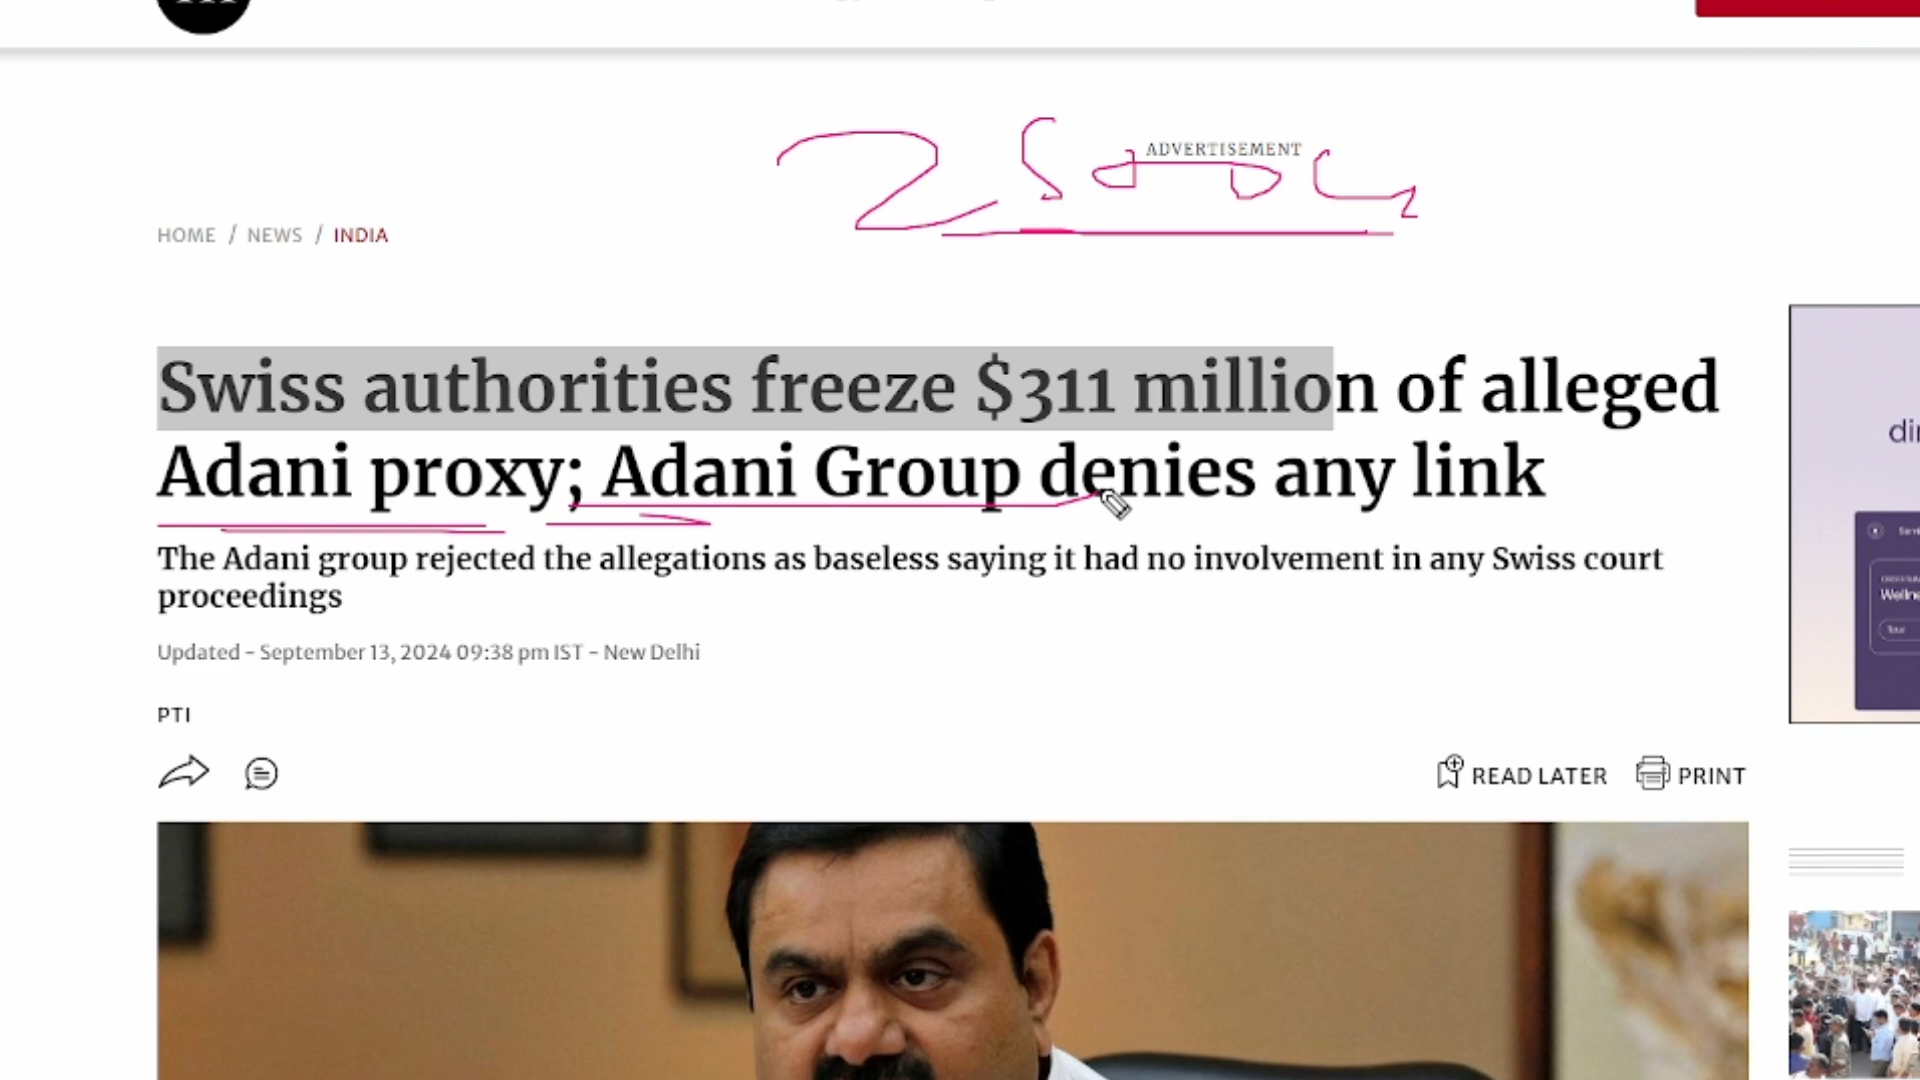 ADVERTISEMENT
HOME / NEWS / INDIA
Swiss authorities freeze $311 million of alleged
Adani proxy; Adani Group denies any link
The Adani group rejected the allegations as baseless saying it had no involvement in any Swiss court
proceedings
Updated - September 13, 2024 09:38 pm IST - New Delhi
PTI
READ LATER PRINT